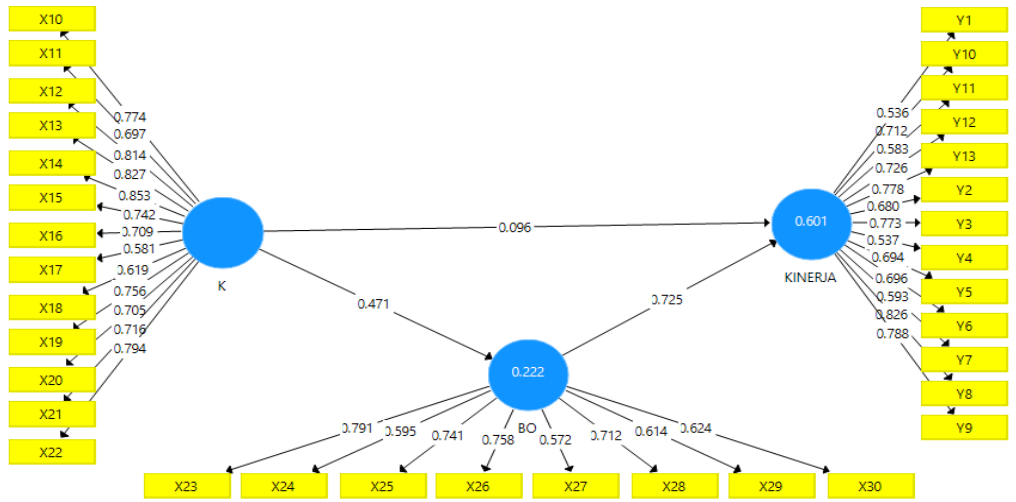 X10
X11
X12
X13
X14
X15
X16
X17
X18
X19
X20
X21
X22
0.774
0.697
0.814
0.827
0.853
0.742
0.709
0.581
0.619
0.756
0.705
0.716
0.794
K
0.096
0.471
0.725
0.601
KINERJA
0.222
BO
0.536
0.712
0.583
0.726
0.778
0.680
0.773
0.537
0.694
0.696
0.593
0.826
0.788
Y1
Y10
Y11
Y12
Y13
Y2
Y3
Y4
Y5
Y6
Y7
Y8
Y9
0.791
0.595
0.741
0.758
0.572
0.712
0.614
0.624
X23
X24
X25
X26
X27
X28
X29
X30